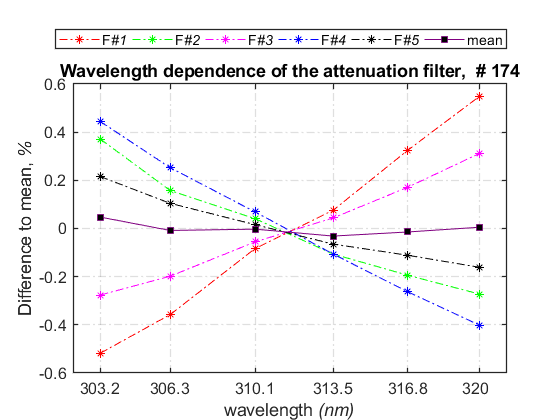 F#1 F#2 F#3 F#4 F#5 mean
Wavelength dependence of the attenuation filter, # 174
Difference to mean, %
0.6
0.4
0.2
0
-0.2
-0.4
-0.6
303.2 306.3 310.1 313.5 316.8 320
wavelength (nm)